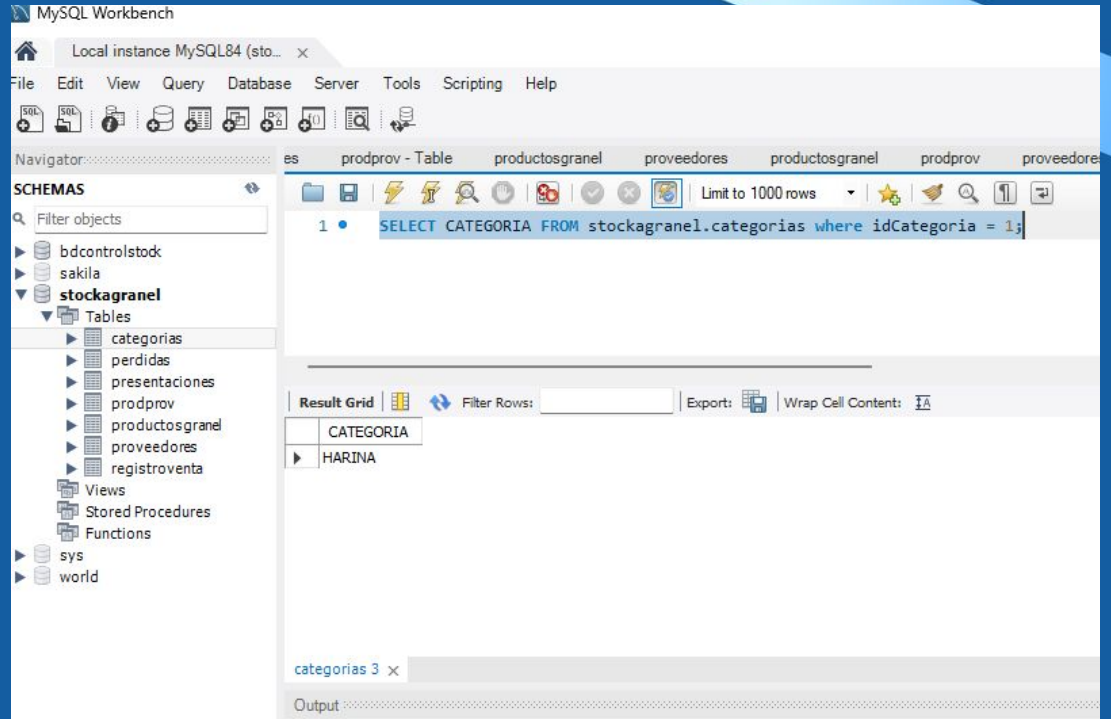 MySQL Workbench
Local instance MySQL84 (sto... ×
File Edit View Query Database Server Tools Scripting Help
Navigator
es prodprov - Table productosgranel proveedores productosgranel prodprov proveedores
SCHEMAS
Limit to 1000 rows
Filter objects
1 SELECT CATEGORIA FROM stockagranel.categorias where idCategoria = 1;
bdcontrolstock
sakila
stockagranel
Tables
categorias
perdidas
presentaciones
prodprov
productosgranel
proveedores
registroventa
Views
Stored Procedures
Functions
sys
world
Result Grid Filter Rows: Export: Wrap Cell Content: IA
CATEGORIA
HARINA
categorias 3 ×
Output